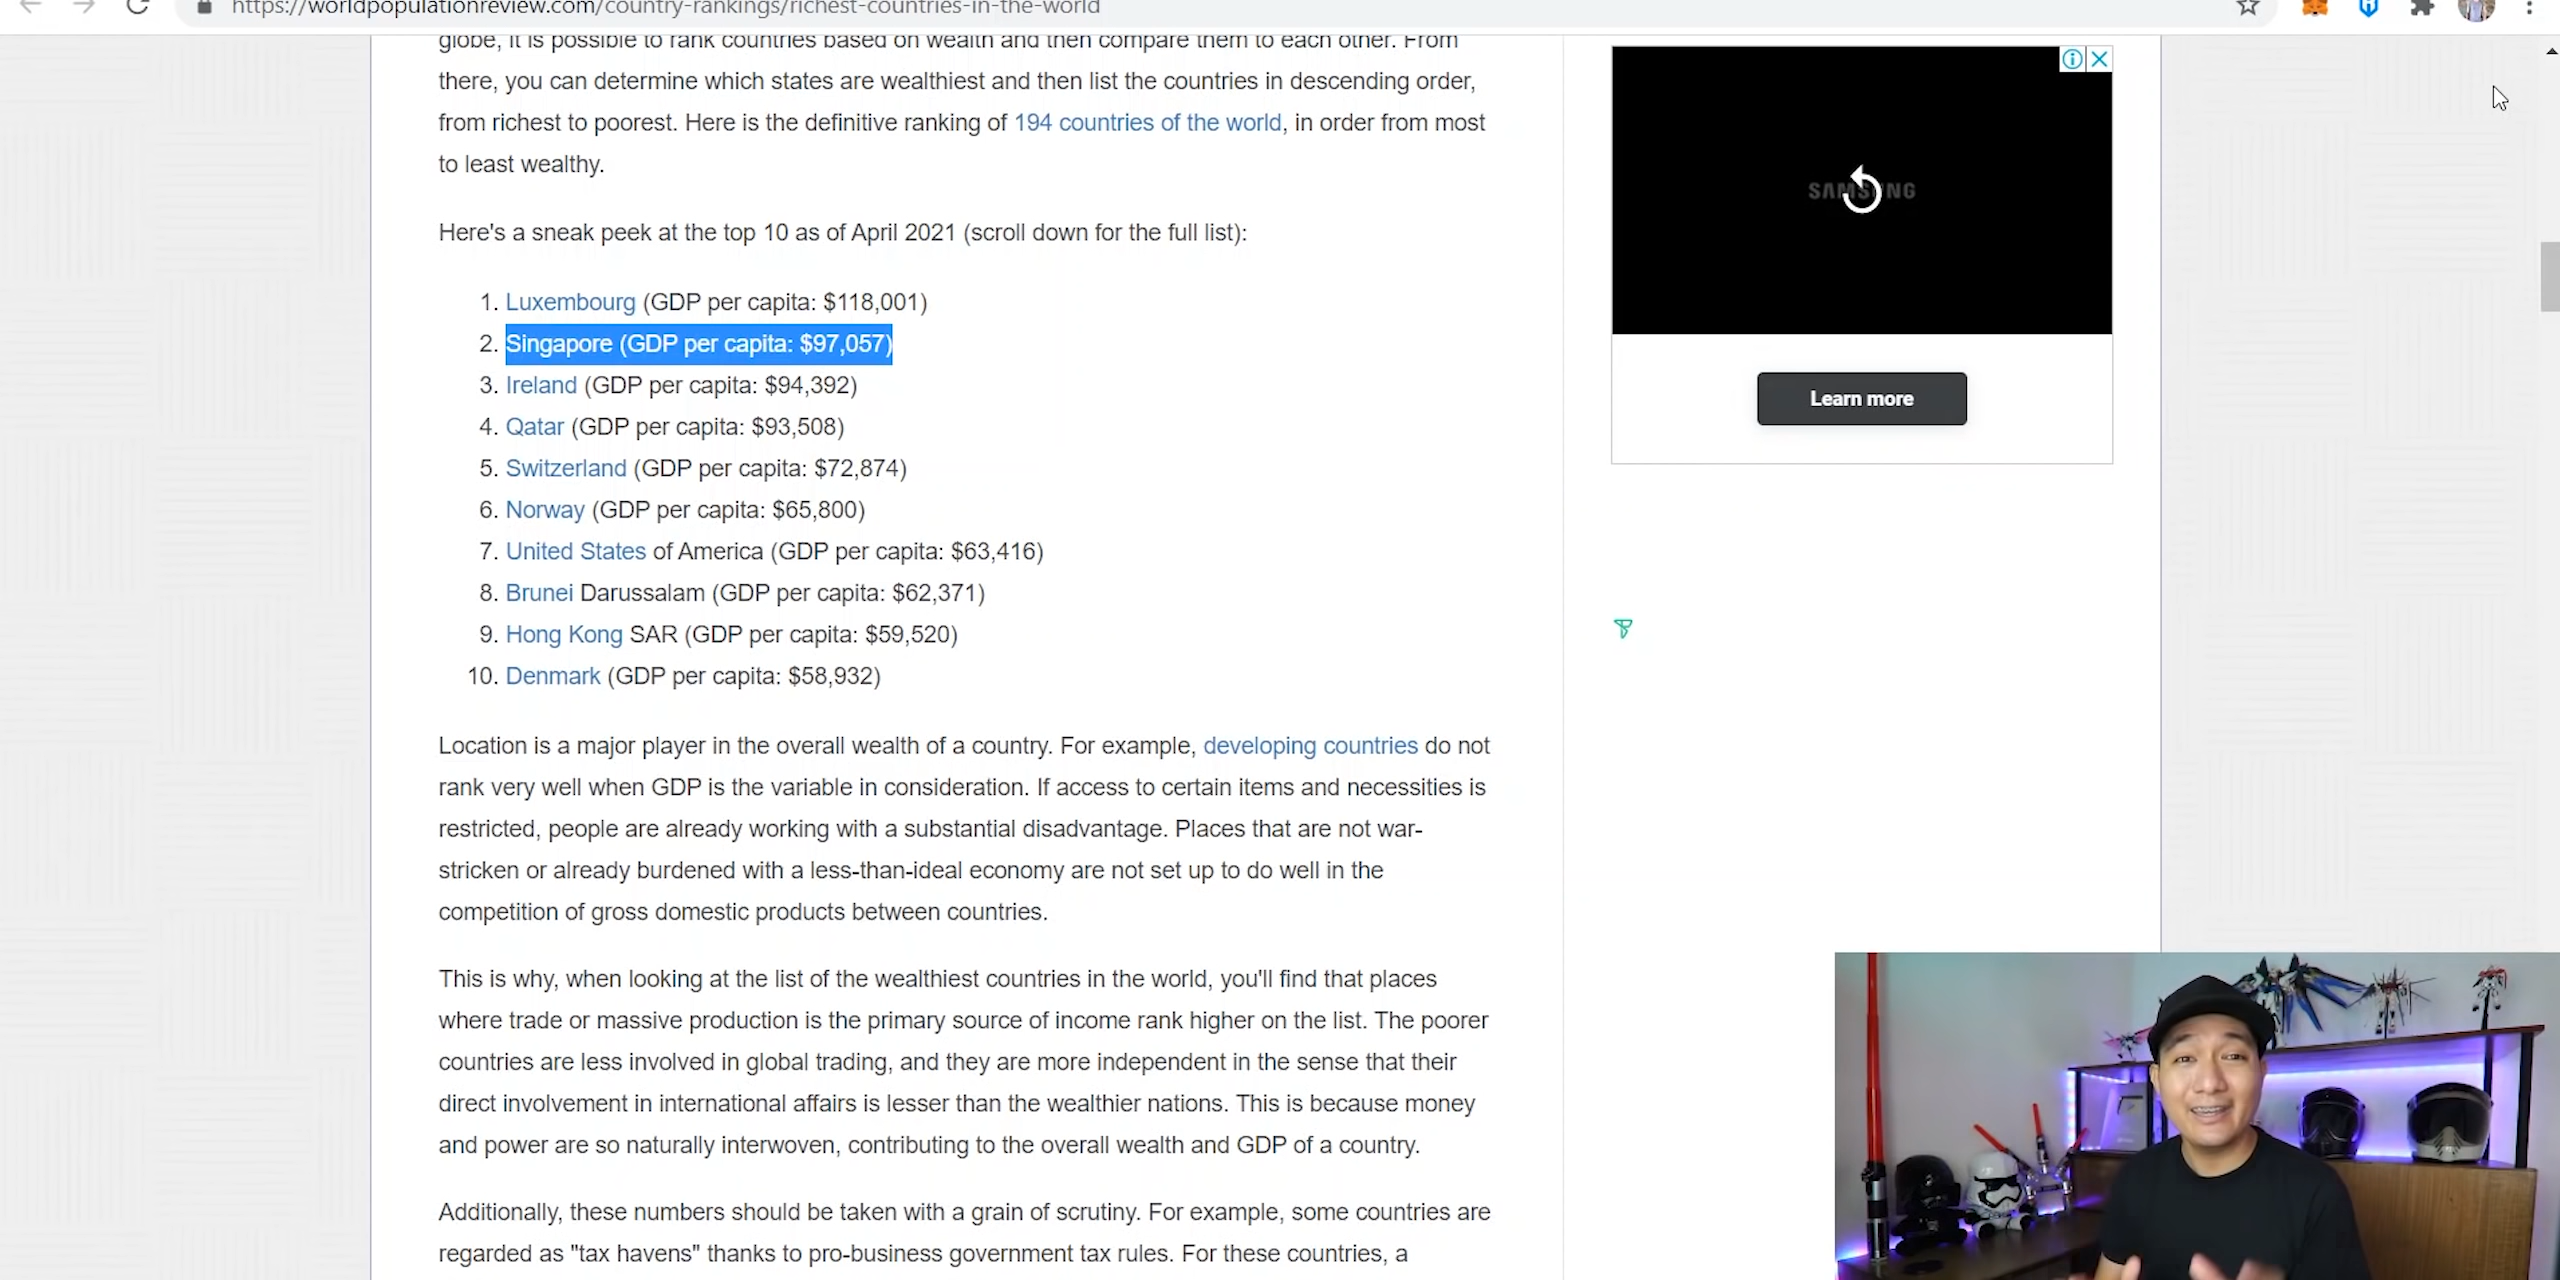 https://worldpopulationreview.com/country-rankings/richest-countries-in-the-world
globe, it is possible to rank countries based on wealth and then compare them to each other. From
there, you can determine which states are wealthiest and then list the countries in descending order,
from richest to poorest. Here is the definitive ranking of 194 countries of the world, in order from most
to least wealthy.
Here's a sneak peek at the top 10 as of April 2021 (scroll down for the full list):
1. Luxembourg (GDP per capita: $118,001)
2. Singapore (GDP per capita: $97,057)
3. Ireland (GDP per capita: $94,392)
4. Qatar (GDP per capita: $93,508)
5. Switzerland (GDP per capita: $72,874)
6. Norway (GDP per capita: $65,800)
7. United States of America (GDP per capita: $63,416)
8. Brunei Darussalam (GDP per capita: $62,371)
9. Hong Kong SAR (GDP per capita: $59,520)
10. Denmark (GDP per capita: $58,932)
Location is a major player in the overall wealth of a country. For example, developing countries do not
rank very well when GDP is the variable in consideration. If access to certain items and necessities is
restricted, people are already working with a substantial disadvantage. Places that are not war-
stricken or already burdened with a less-than-ideal economy are not set up to do well in the
competition of gross domestic products between countries.
This is why, when looking at the list of the wealthiest countries in the world, you'll find that places
where trade or massive production is the primary source of income rank higher on the list. The poorer
countries are less involved in global trading, and they are more independent in the sense that their
direct involvement in international affairs is lesser than the wealthier nations. This is because money
and power are so naturally interwoven, contributing to the overall wealth and GDP of a country.
Additionally, these numbers should be taken with a grain of scrutiny. For example, some countries are
regarded as "tax havens" thanks to pro-business government tax rules. For these countries, a
SAMSUNG
Learn more